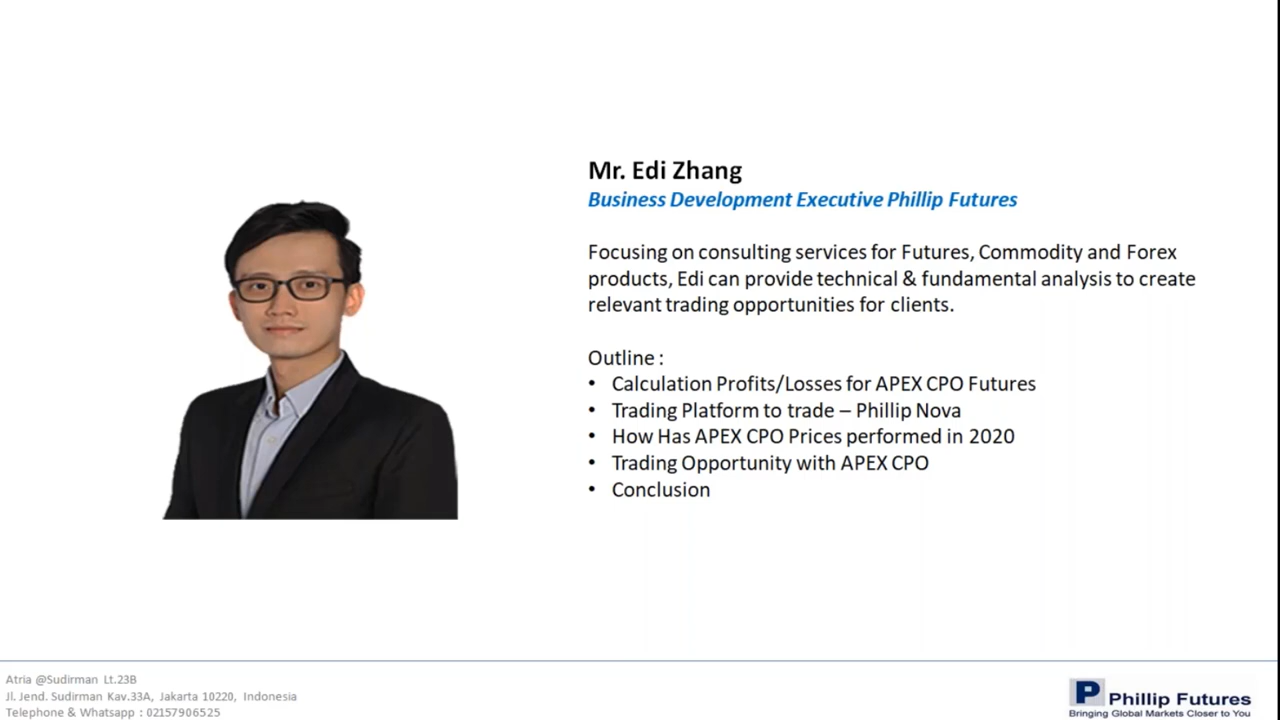 Mr. Edi Zhang
Business Development Executive Phillip Futures
Focusing on consulting services for Futures, Commodity and Forex
products, Edi can provide technical & fundamental analysis to create
relevant trading opportunities for clients.
Outline :
• Calculation Profits/Losses for APEX CPO Futures
• Trading Platform to trade – Phillip Nova
• How Has APEX CPO Prices performed in 2020
• Trading Opportunity with APEX CPO
• Conclusion
Atria @Sudirman Lt.23B
Jl. Jend. Sudirman Kav.33A, Jakarta 10220, Indonesia
Telephone & Whatsapp : 02157906525
P Phillip Futures
Bringing Global Markets Closer to You